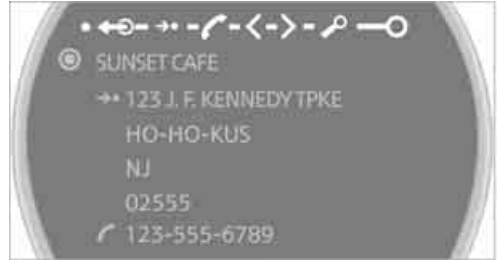 SUNSET CAFE
123 J. F. KENNEDY TPKE
HO-HO-KUS
NJ
02555
123-555-6789